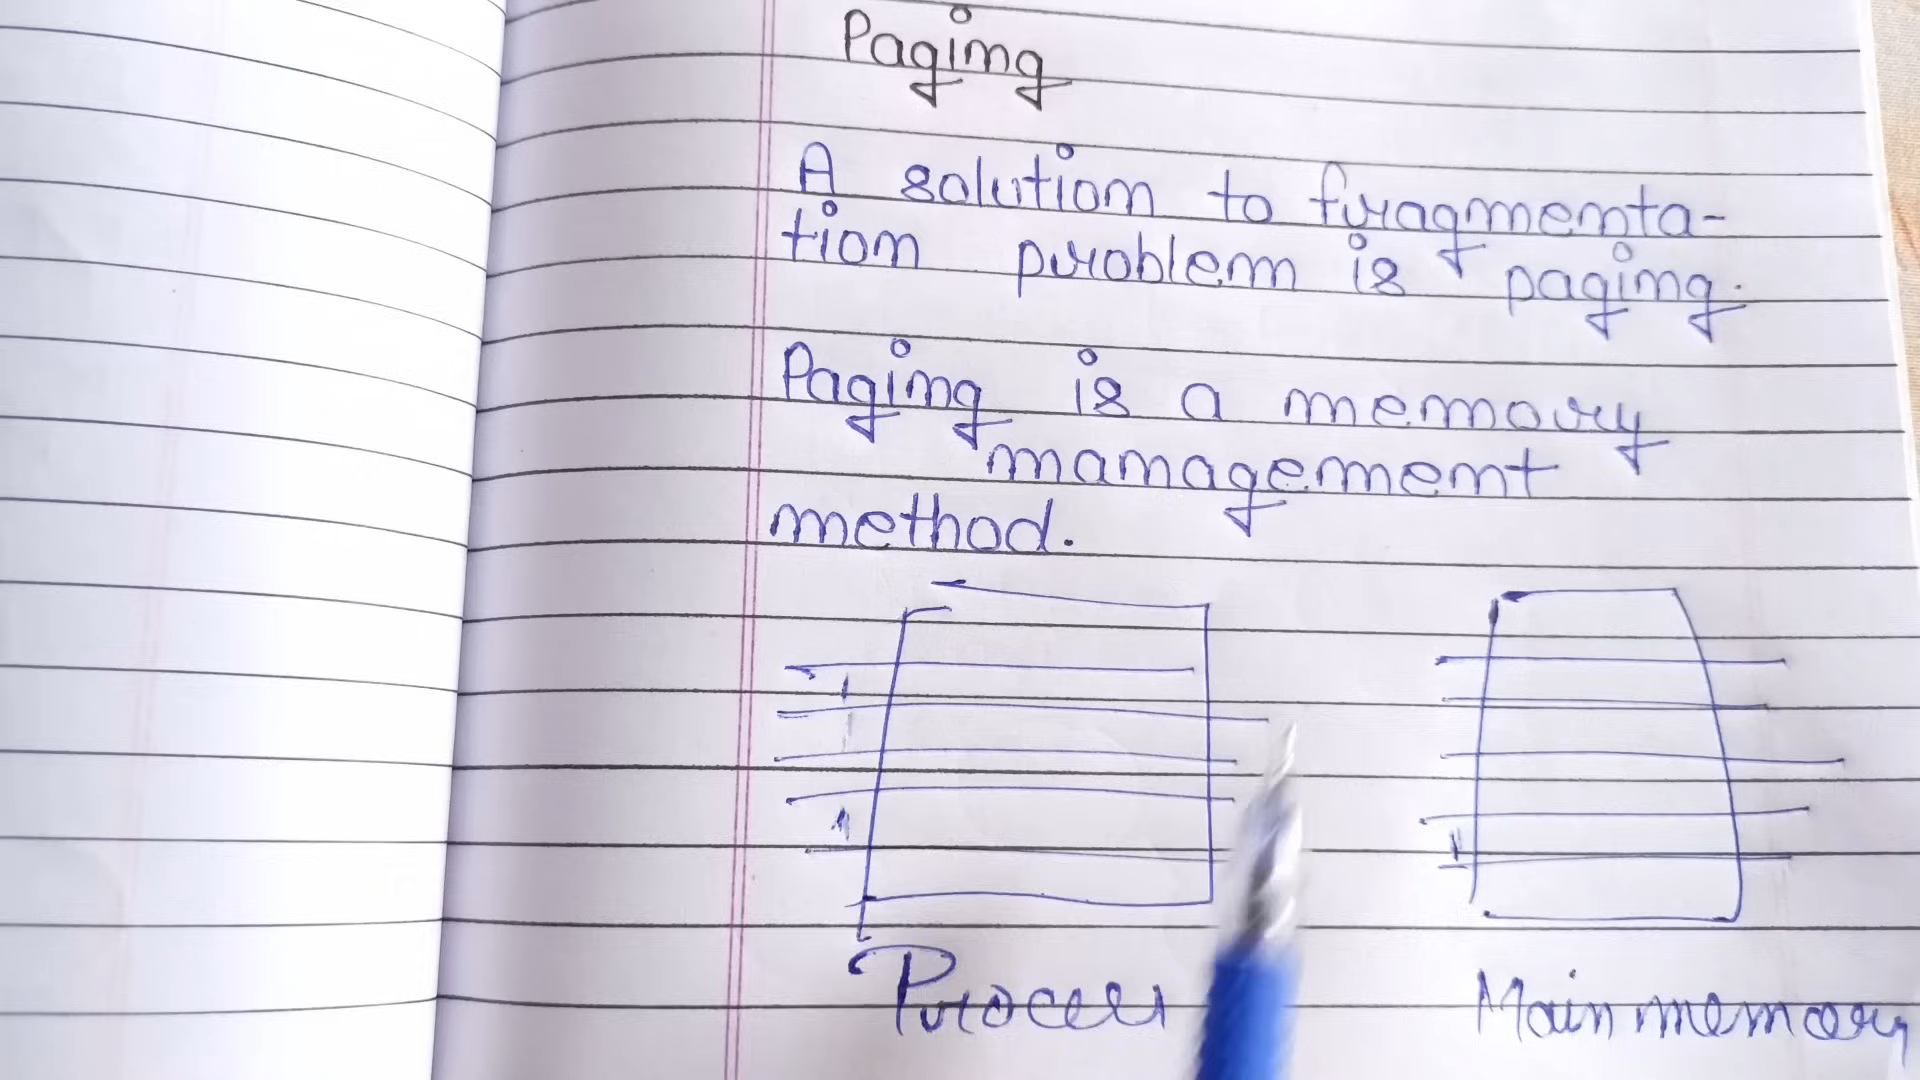 Paging
A solution to fragmenta-
tion problem is paging.
Paging is a memory
management
method.
Process
Main memory